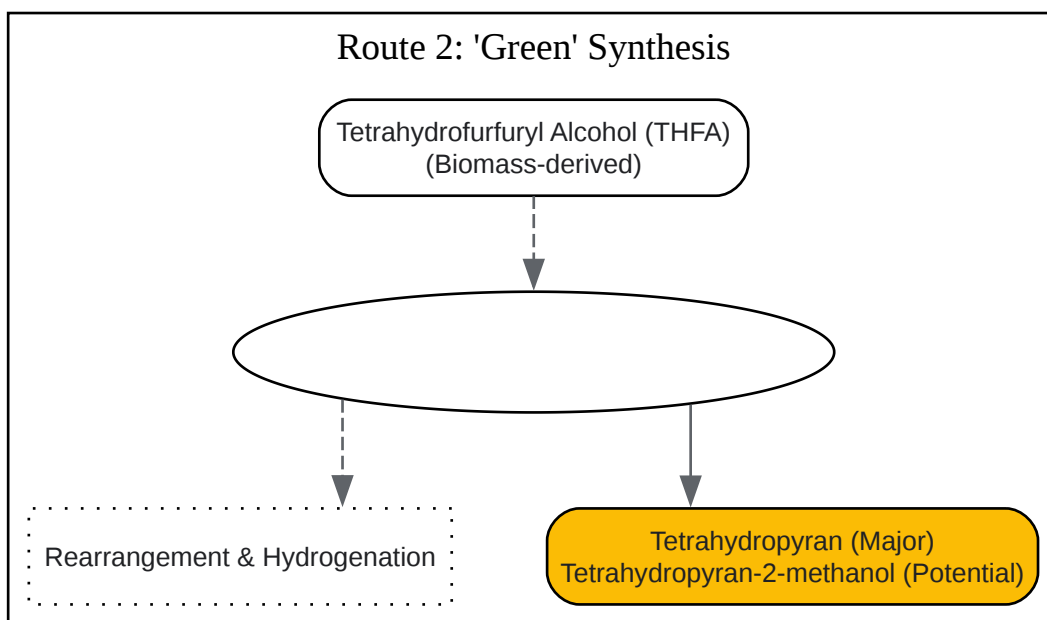 Route 2: 'Green' Synthesis
Tetrahydrofurfuryl Alcohol (THFA)
(Biomass-derived)
Rearrangement & Hydrogenation
Tetrahydropyran (Major)
Tetrahydropyran-2-methanol (Potential)